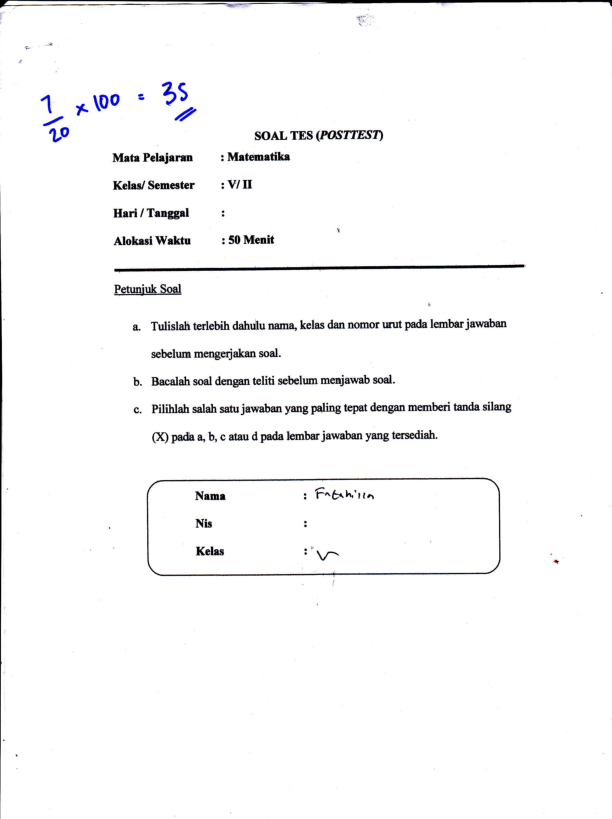 7/20 × 100 = 35
SOAL TES (POSTTEST)
Mata Pelajaran : Matematika
Kelas/ Semester : V/ II
Hari / Tanggal :
Alokasi Waktu : 50 Menit
Petunjuk Soal
a. Tulislah terlebih dahulu nama, kelas dan nomor urut pada lembar jawaban
sebelum mengerjakan soal.
b. Bacalah soal dengan teliti sebelum menjawab soal.
c. Pilihlah salah satu jawaban yang paling tepat dengan memberi tanda silang
(X) pada a, b, c atau d pada lembar jawaban yang tersediah.
Nama : Fatahilla
Nis :
Kelas : V